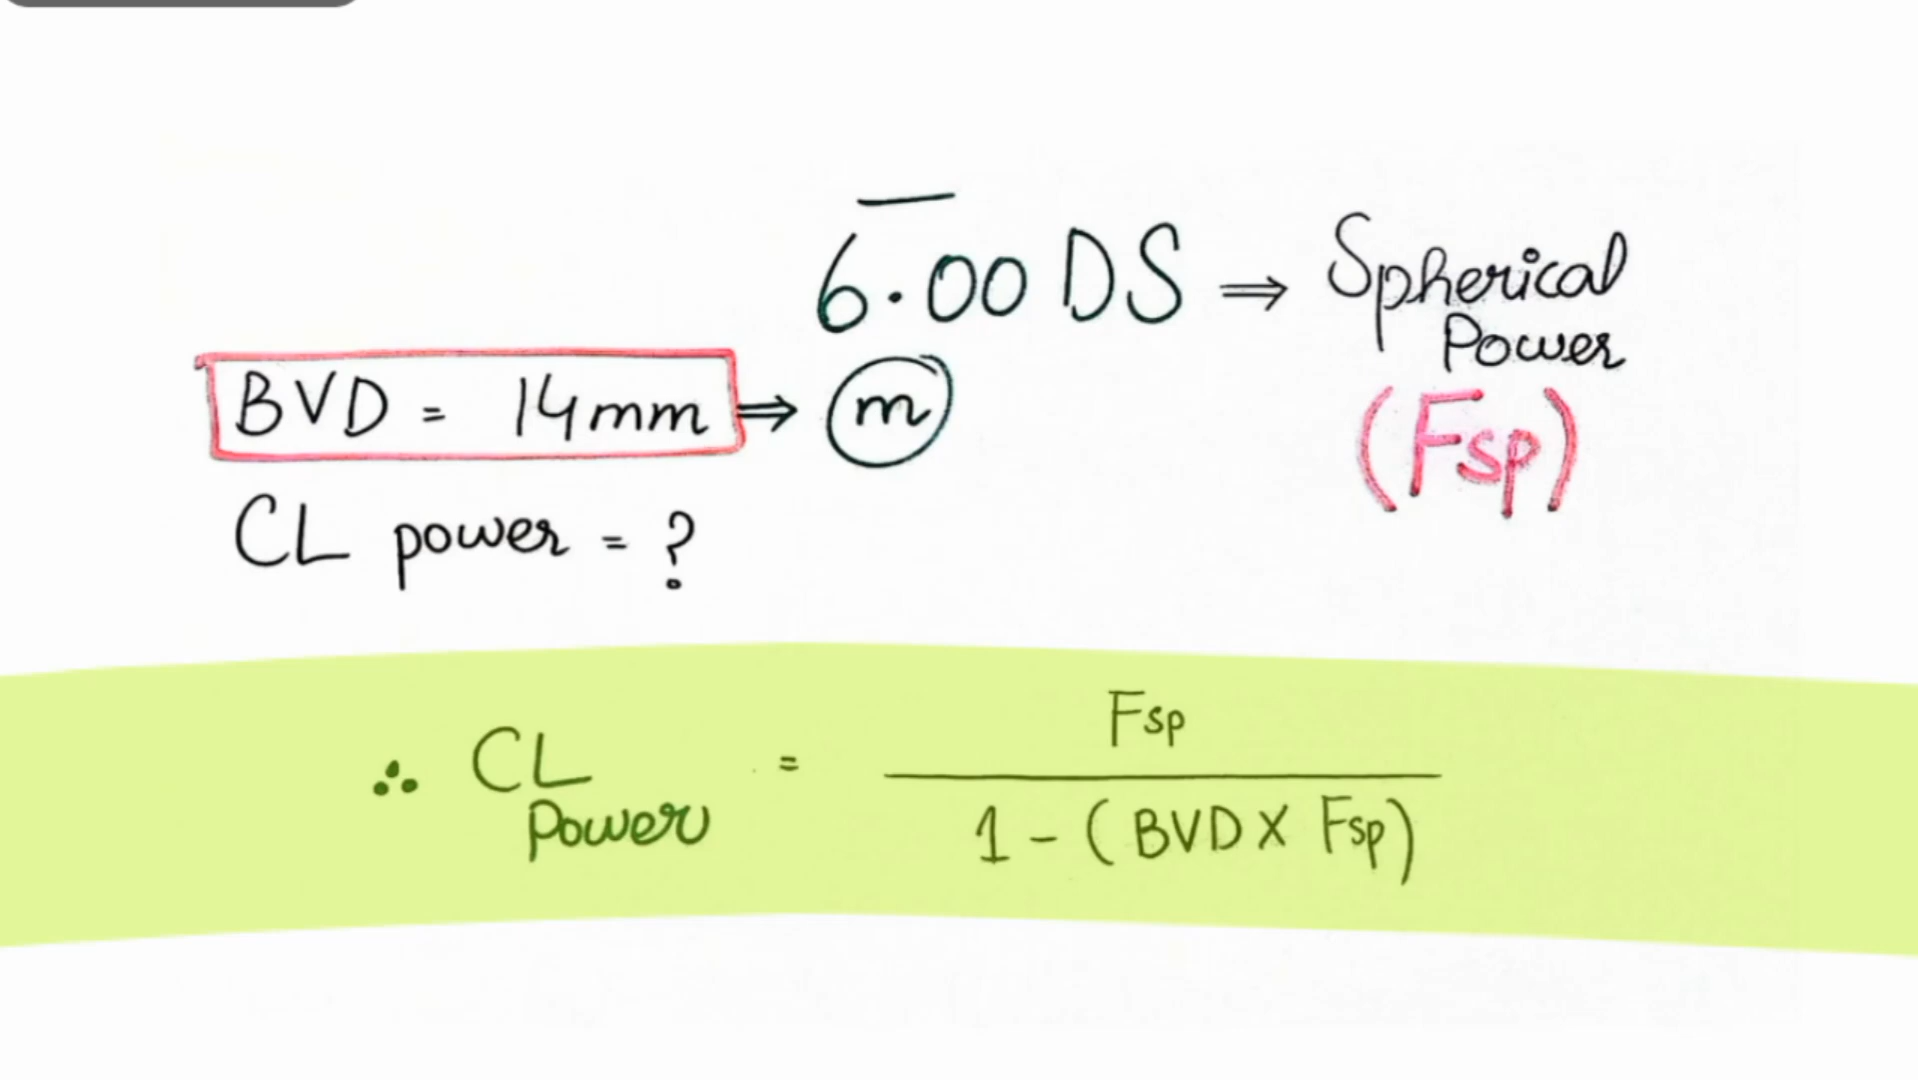 —
6.00 DS ⇒ Spherical
Power
(Fsp)
BVD = 14mm ⇒ m
CL power = ?
∴ CL Power = Fsp
1 - (BVD X Fsp)